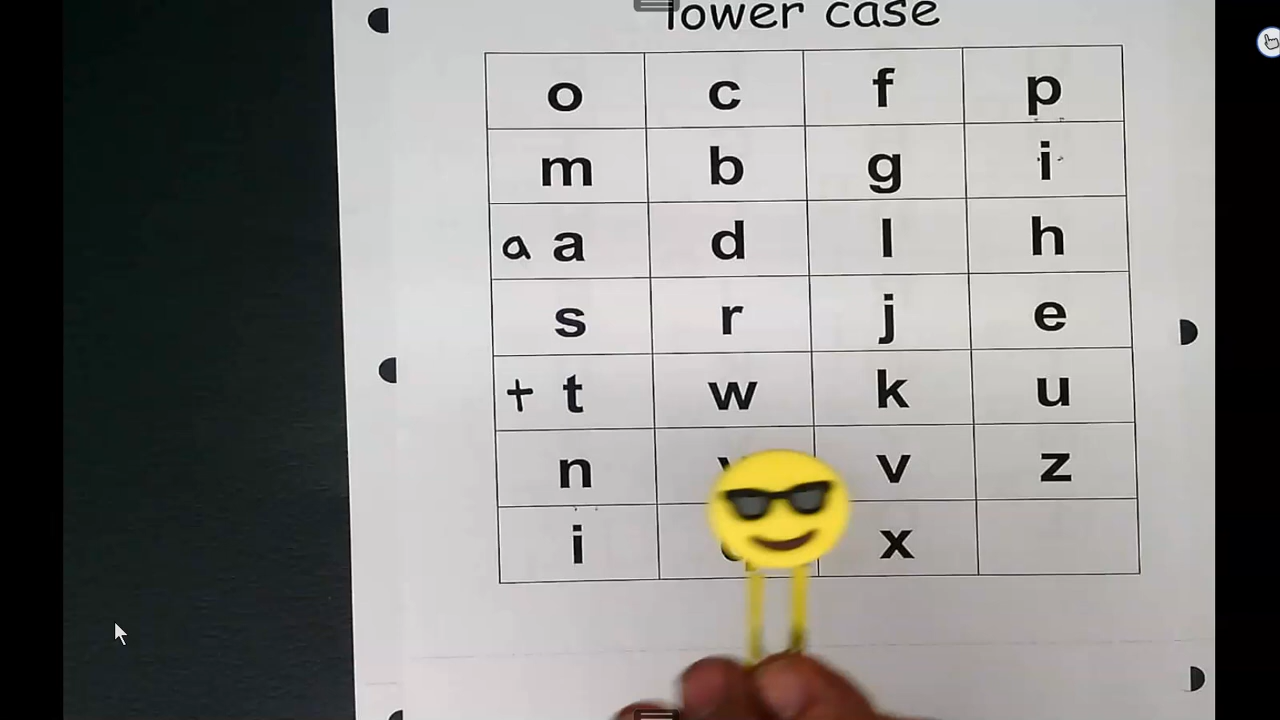 lower case
o c f p
m b g i
a a d l h
s r j e
t t w k u
n v z
i x